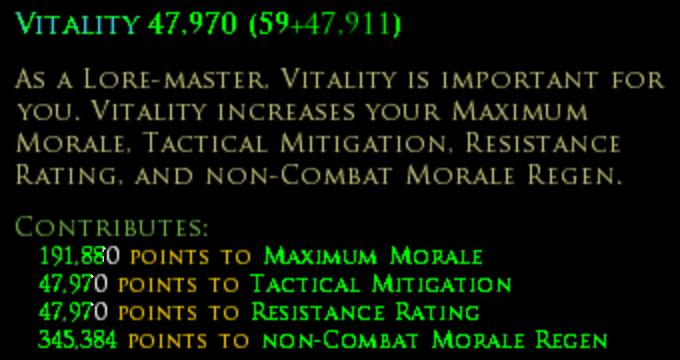 Vitality 47,970 (59+47,911)
As a Lore-master, Vitality is important for
you. Vitality increases your Maximum
Morale, Tactical Mitigation, Resistance
Rating, and non-Combat Morale Regen.
Contributes:
191,880 points to Maximum Morale
47,970 points to Tactical Mitigation
47,970 points to Resistance Rating
345,384 points to non-Combat Morale Regen